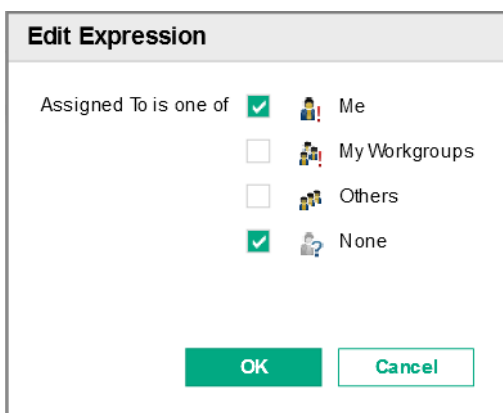 Edit Expression
Assigned To is one of Me
My Workgroups
Others
None
OK Cancel